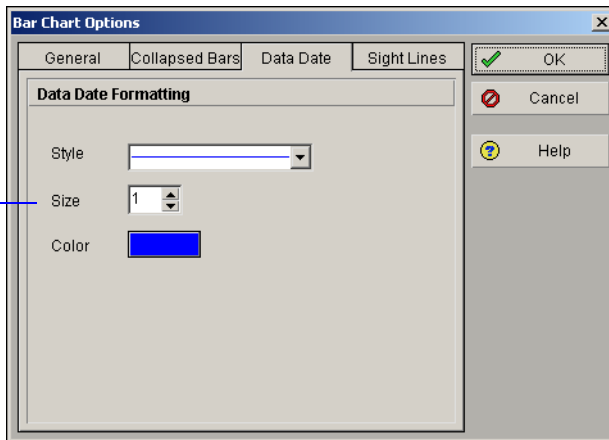 Bar Chart Options
General Collapsed Bars Data Date Sight Lines
Data Date Formatting
Style
Size 1
Color
OK
Cancel
Help